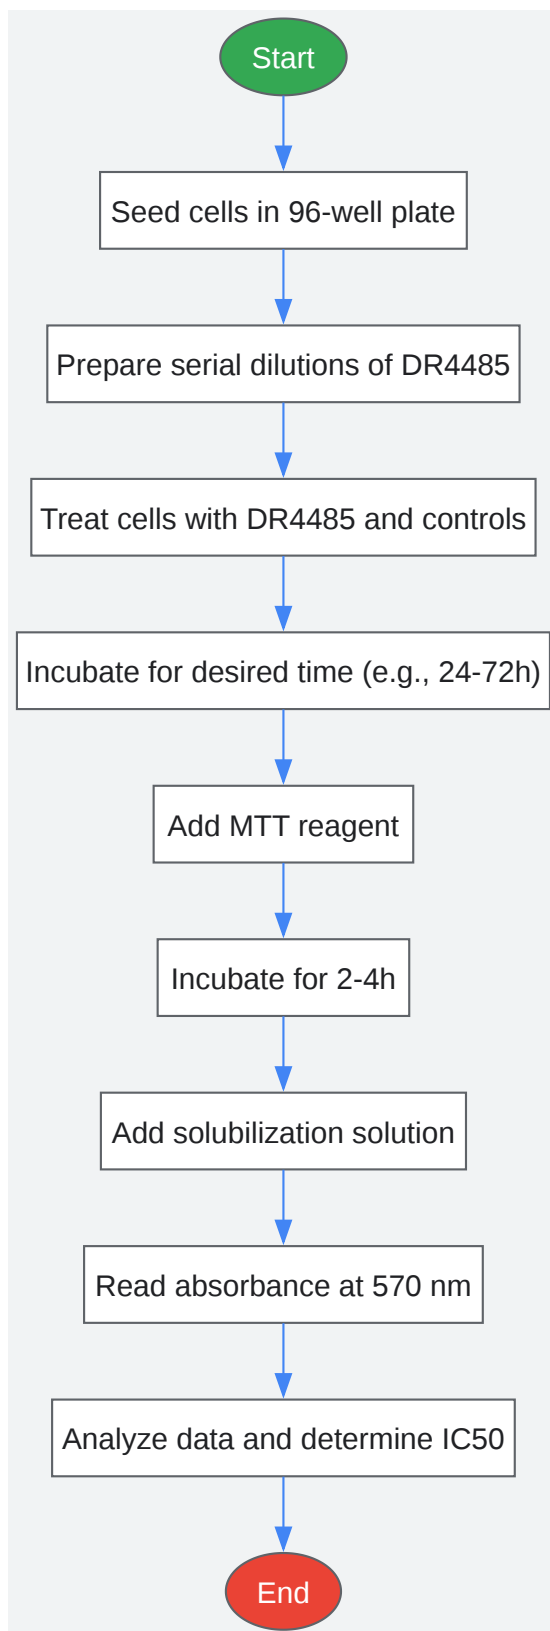 Start
Seed cells in 96-well plate
Prepare serial dilutions of DR4485
Treat cells with DR4485 and controls
Incubate for desired time (e.g., 24-72h)
Add MTT reagent
Incubate for 2-4h
Add solubilization solution
Read absorbance at 570 nm
Analyze data and determine IC50
End